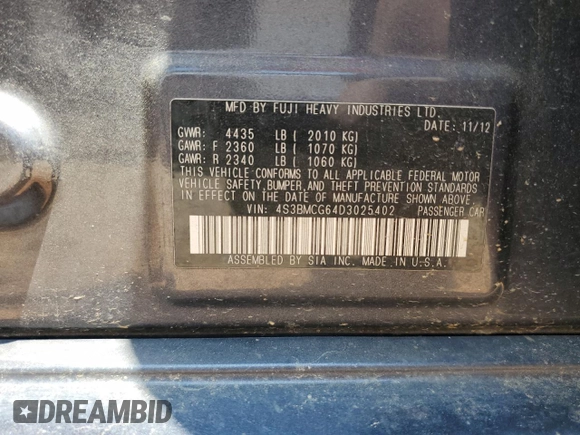 MFD BY FUJI HEAVY INDUSTRIES LTD.
DATE: 11/12
GVWR: 4435 LB ( 2010 KG)
GAWR: F 2360 LB ( 1070 KG)
GAWR: R 2340 LB ( 1060 KG)
THIS VEHICLE CONFORMS TO ALL APPLICABLE FEDERAL MOTOR
VEHICLE SAFETY, BUMPER, AND THEFT PREVENTION STANDARDS
IN EFFECT ON THE DATE OF MANUFACTURE SHOWN ABOVE.
VIN: 4S3BMCG64D3025402 PASSENGER CAR
ASSEMBLED BY SIA INC. MADE IN U.S.A.
DREAMBID